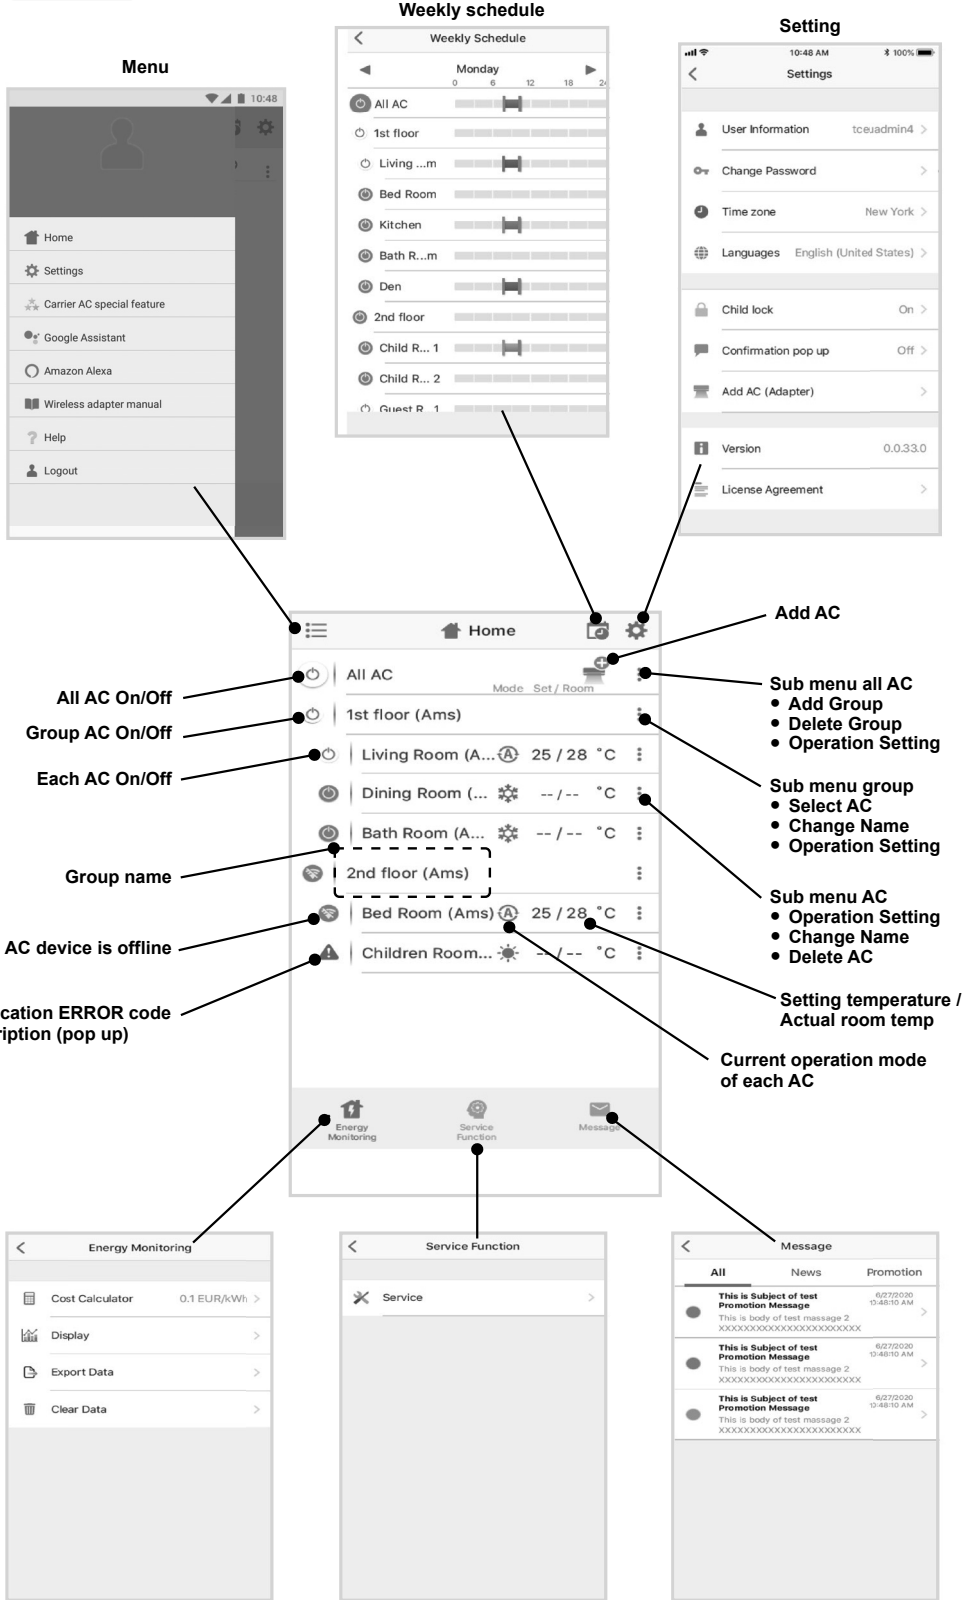 Weekly schedule
Setting
Menu
10:48
Home
Settings
Carrier AC special feature
Google Assistant
Amazon Alexa
Wireless adapter manual
Help
Logout
Weekly Schedule
Monday
0 6 12 18 24
All AC
1st floor
Living ...m
Bed Room
Kitchen
Bath R...m
Den
2nd floor
Child R... 1
Child R... 2
Guest R...1
10:48 AM 100%
Settings
User Information tceuadmin4
Change Password
Time zone New York
Languages English (United States)
Child lock On
Confirmation pop up Off
Add AC (Adapter)
Version 0.0.33.0
License Agreement
Home
All AC
Mode Set / Room
1st floor (Ams)
Living Room (A... A 25 / 28 °C
Dining Room (... -- / -- °C
Bath Room (A... -- / -- °C
2nd floor (Ams)
Bed Room (Ams) A 25 / 28 °C
Children Room... -- / -- °C
Energy Monitoring
Service Function
Message
All AC On/Off
Group AC On/Off
Each AC On/Off
Group name
AC device is offline
cation ERROR code
ription (pop up)
Add AC
Sub menu all AC
• Add Group
• Delete Group
• Operation Setting
Sub menu group
• Select AC
• Change Name
• Operation Setting
Sub menu AC
• Operation Setting
• Change Name
• Delete AC
Setting temperature /
Actual room temp
Current operation mode
of each AC
Energy Monitoring
Cost Calculator 0.1 EUR/kWh
Display
Export Data
Clear Data
Service Function
Service
Message
All News Promotion
This is Subject of test 6/27/2020
Promotion Message 10:48:10 AM
This is body of test massage 2
XXXXXXXXXXXXXXXXXXXXXXX
This is Subject of test 6/27/2020
Promotion Message 10:48:10 AM
This is body of test massage 2
XXXXXXXXXXXXXXXXXXXXXXX
This is Subject of test 6/27/2020
Promotion Message 10:48:10 AM
This is body of test massage 2
XXXXXXXXXXXXXXXXXXXXXXX